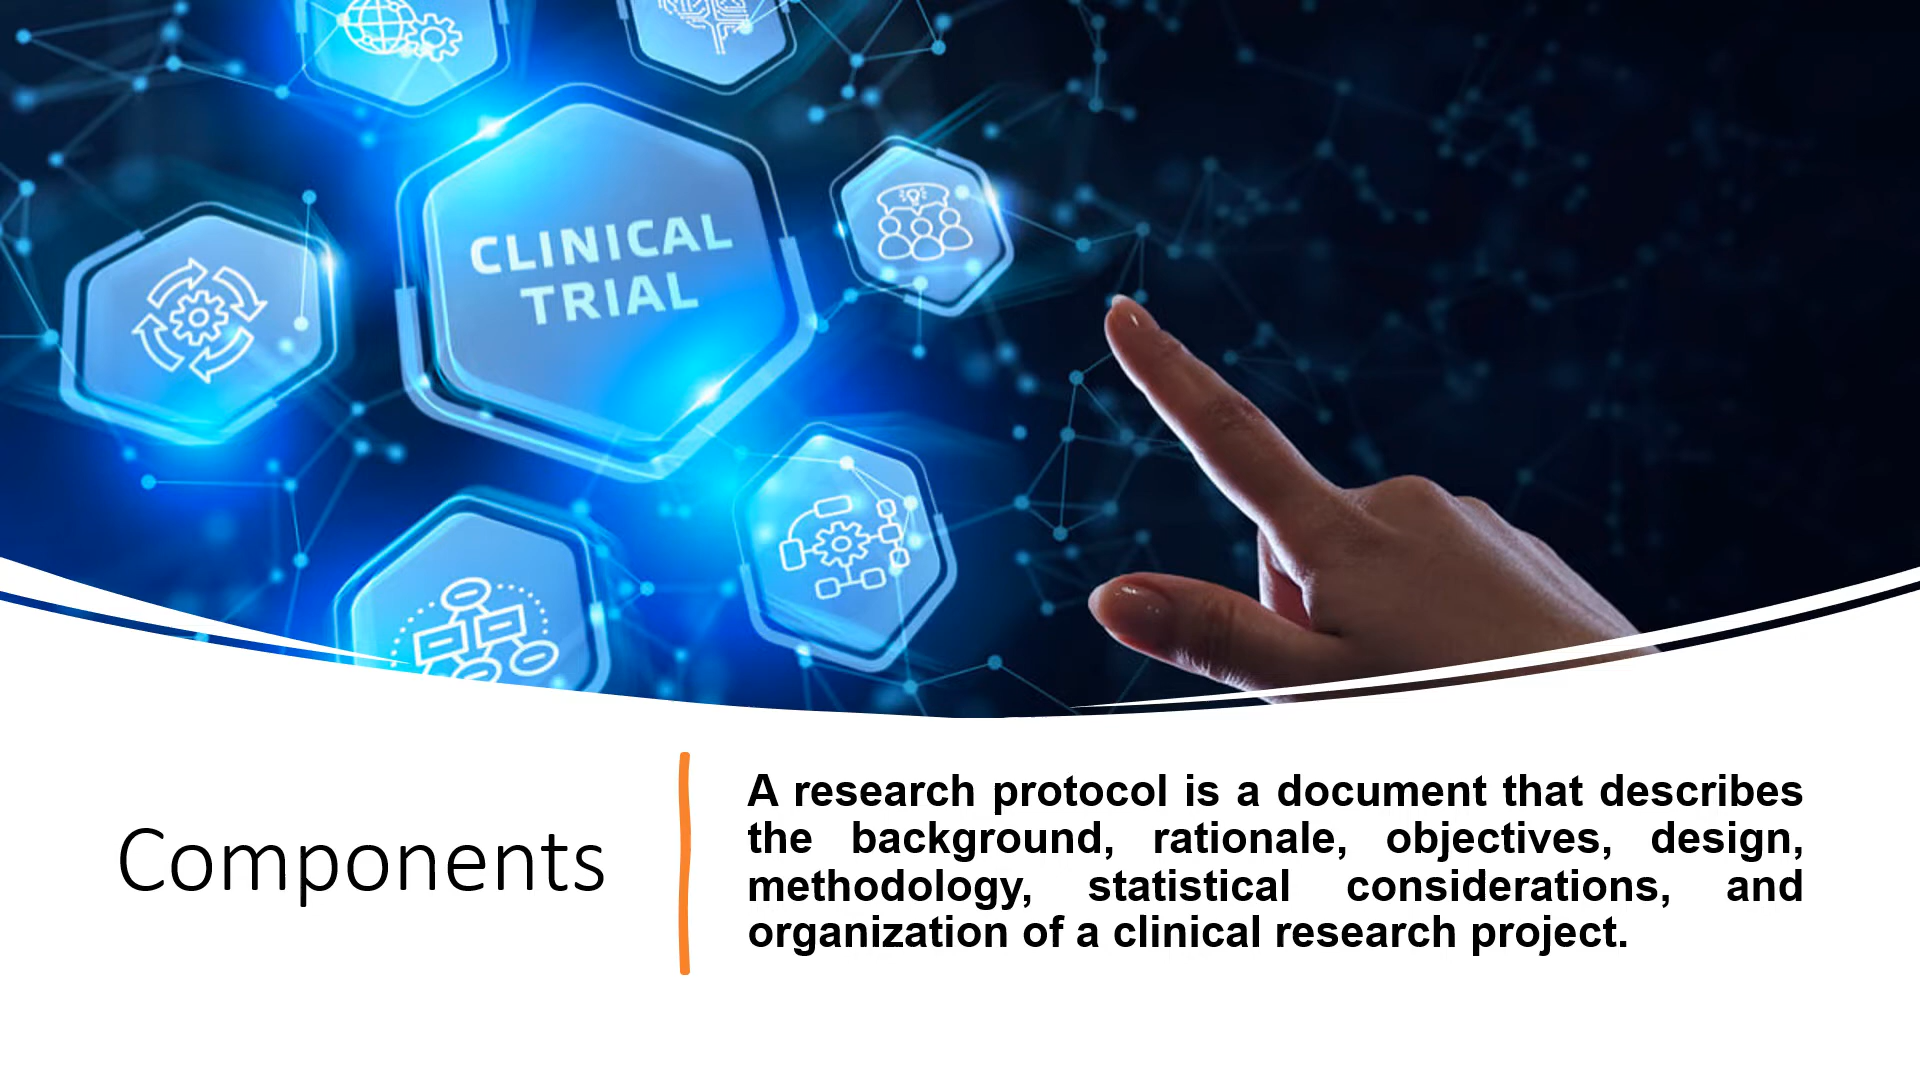 CLINICAL
TRIAL
Components
A research protocol is a document that describes
the background, rationale, objectives, design,
methodology, statistical considerations, and
organization of a clinical research project.